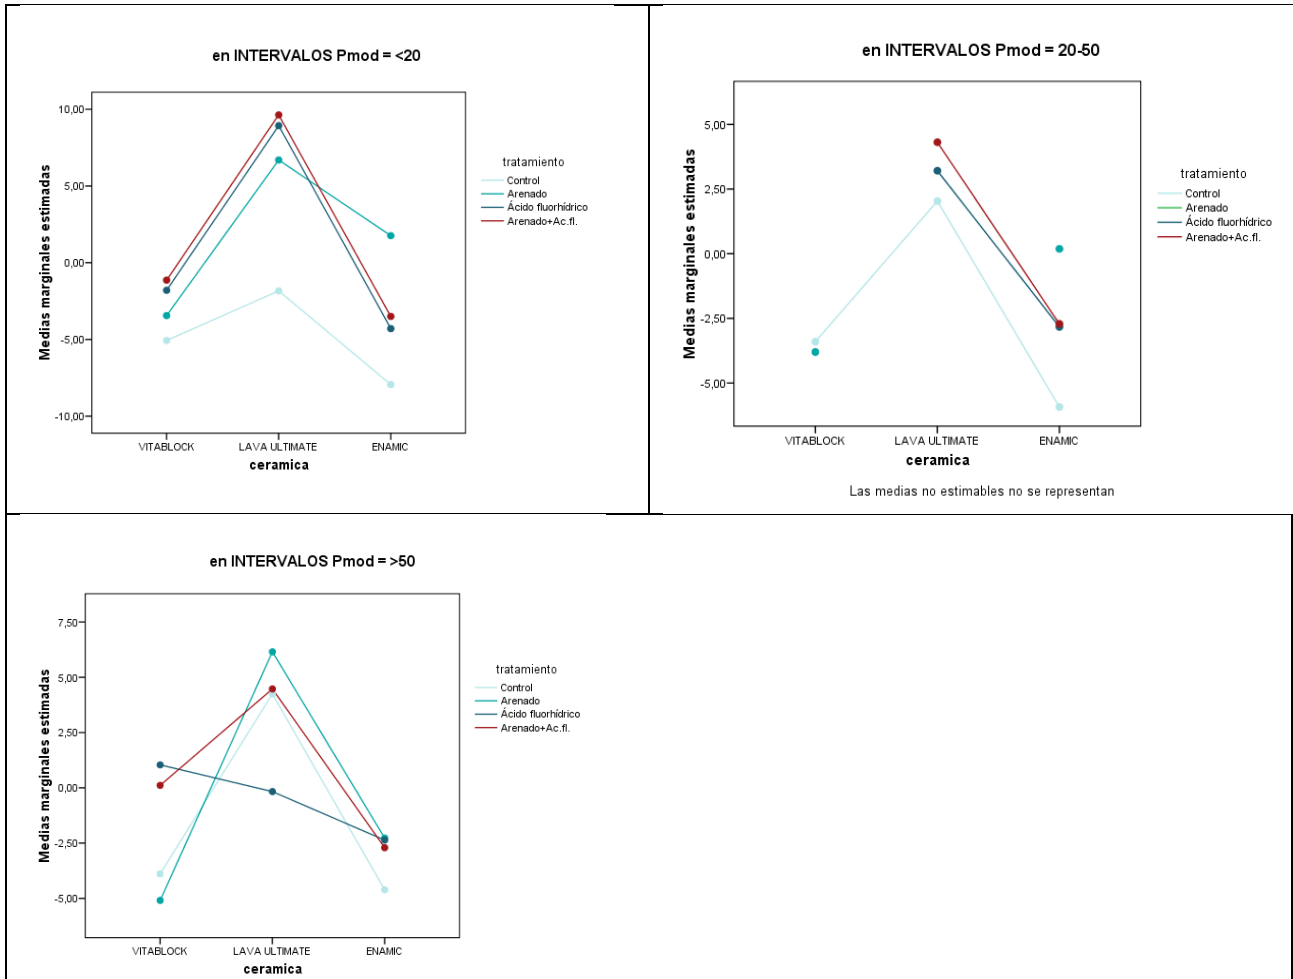 en INTERVALOS Pmod = <20
Medias marginales estimadas
10,00
5,00
0,00
-5,00
-10,00
VITABLOCK
LAVA ULTIMATE
ENAMIC
ceramica
tratamiento
Control
Arenado
Ácido fluorhídrico
Arenado+Ac.fl.
en INTERVALOS Pmod = 20-50
Medias marginales estimadas
5,00
2,50
0,00
-2,50
-5,00
VITABLOCK
LAVA ULTIMATE
ENAMIC
ceramica
Las medias no estimables no se representan
tratamiento
Control
Arenado
Ácido fluorhídrico
Arenado+Ac.fl.
en INTERVALOS Pmod = >50
Medias marginales estimadas
7,50
5,00
2,50
0,00
-2,50
-5,00
VITABLOCK
LAVA ULTIMATE
ENAMIC
ceramica
tratamiento
Control
Arenado
Ácido fluorhídrico
Arenado+Ac.fl.